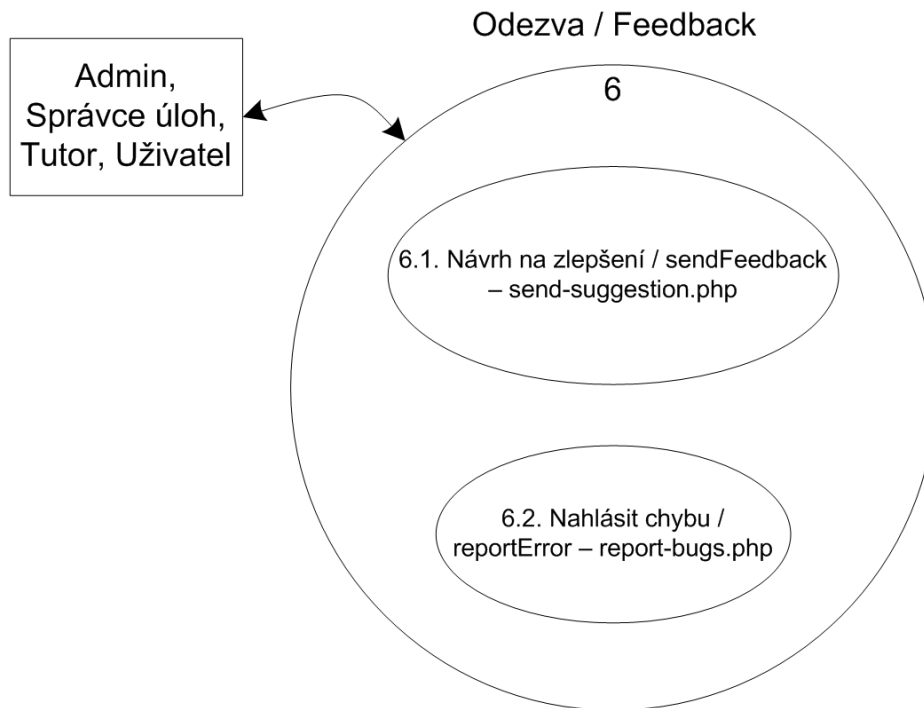 Odezva / Feedback
Admin,
Správce úloh,
Tutor, Uživatel
6
6.1. Návrh na zlepšení / sendFeedback
– send-suggestion.php
6.2. Nahlásit chybu /
reportError – report-bugs.php